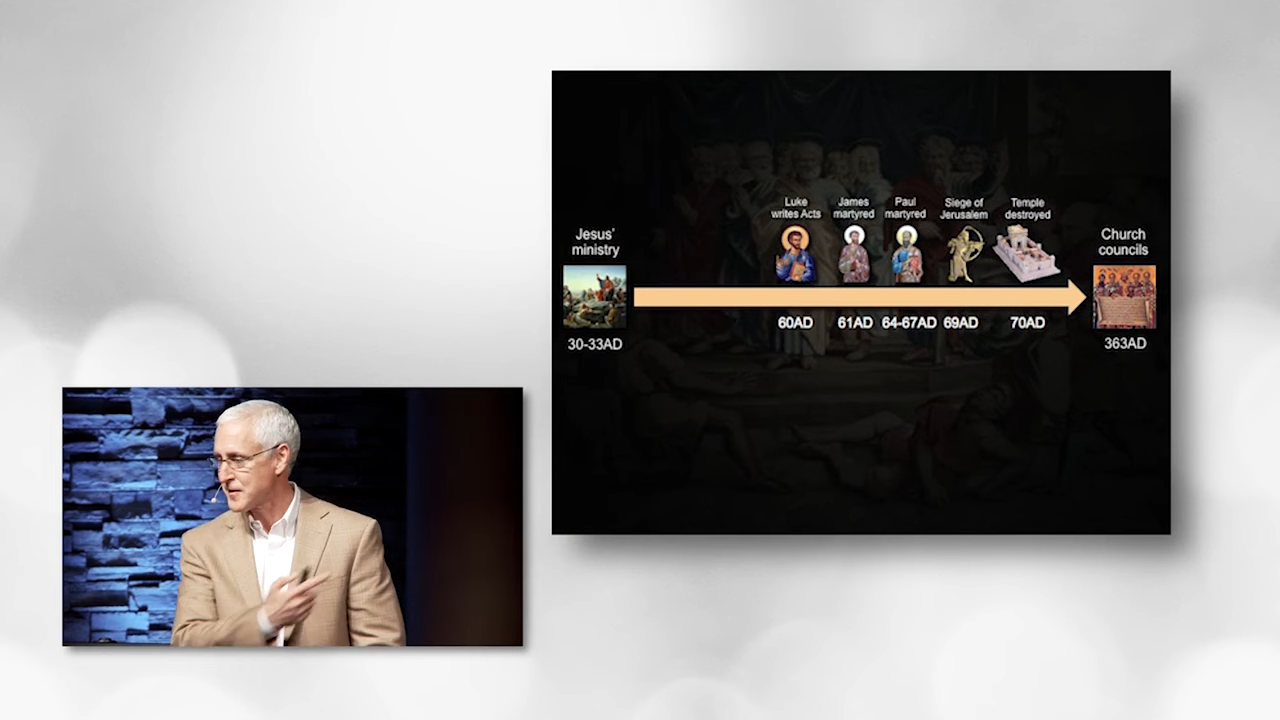 Luke
writes Acts
James
martyred
Paul
martyred
Siege of
Jerusalem
Temple
destroyed
Jesus'
ministry
Church
councils
60AD
61AD
64-67AD
69AD
70AD
30-33AD
363AD